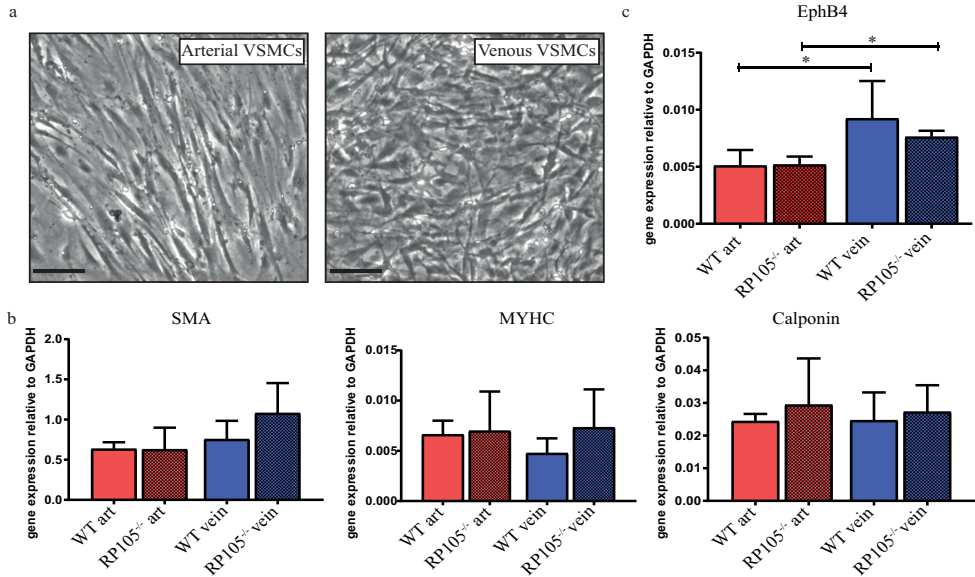 a
Arterial VSMCs
Venous VSMCs
c
EphB4
gene expression relative to GAPDH
0.015
0.010
0.005
0.000
*
*
WT art
RP105⁻/⁻ art
WT vein
RP105⁻/⁻ vein
b
SMA
gene expression relative to GAPDH
2.0
1.5
1.0
0.5
0.0
WT art
RP105⁻/⁻ art
WT vein
RP105⁻/⁻ vein
MYHC
gene expression relative to GAPDH
0.015
0.010
0.005
0.000
WT art
RP105⁻/⁻ art
WT vein
RP105⁻/⁻ vein
Calponin
gene expression relative to GAPDH
0.05
0.04
0.03
0.02
0.01
0.00
WT art
RP105⁻/⁻ art
WT vein
RP105⁻/⁻ vein